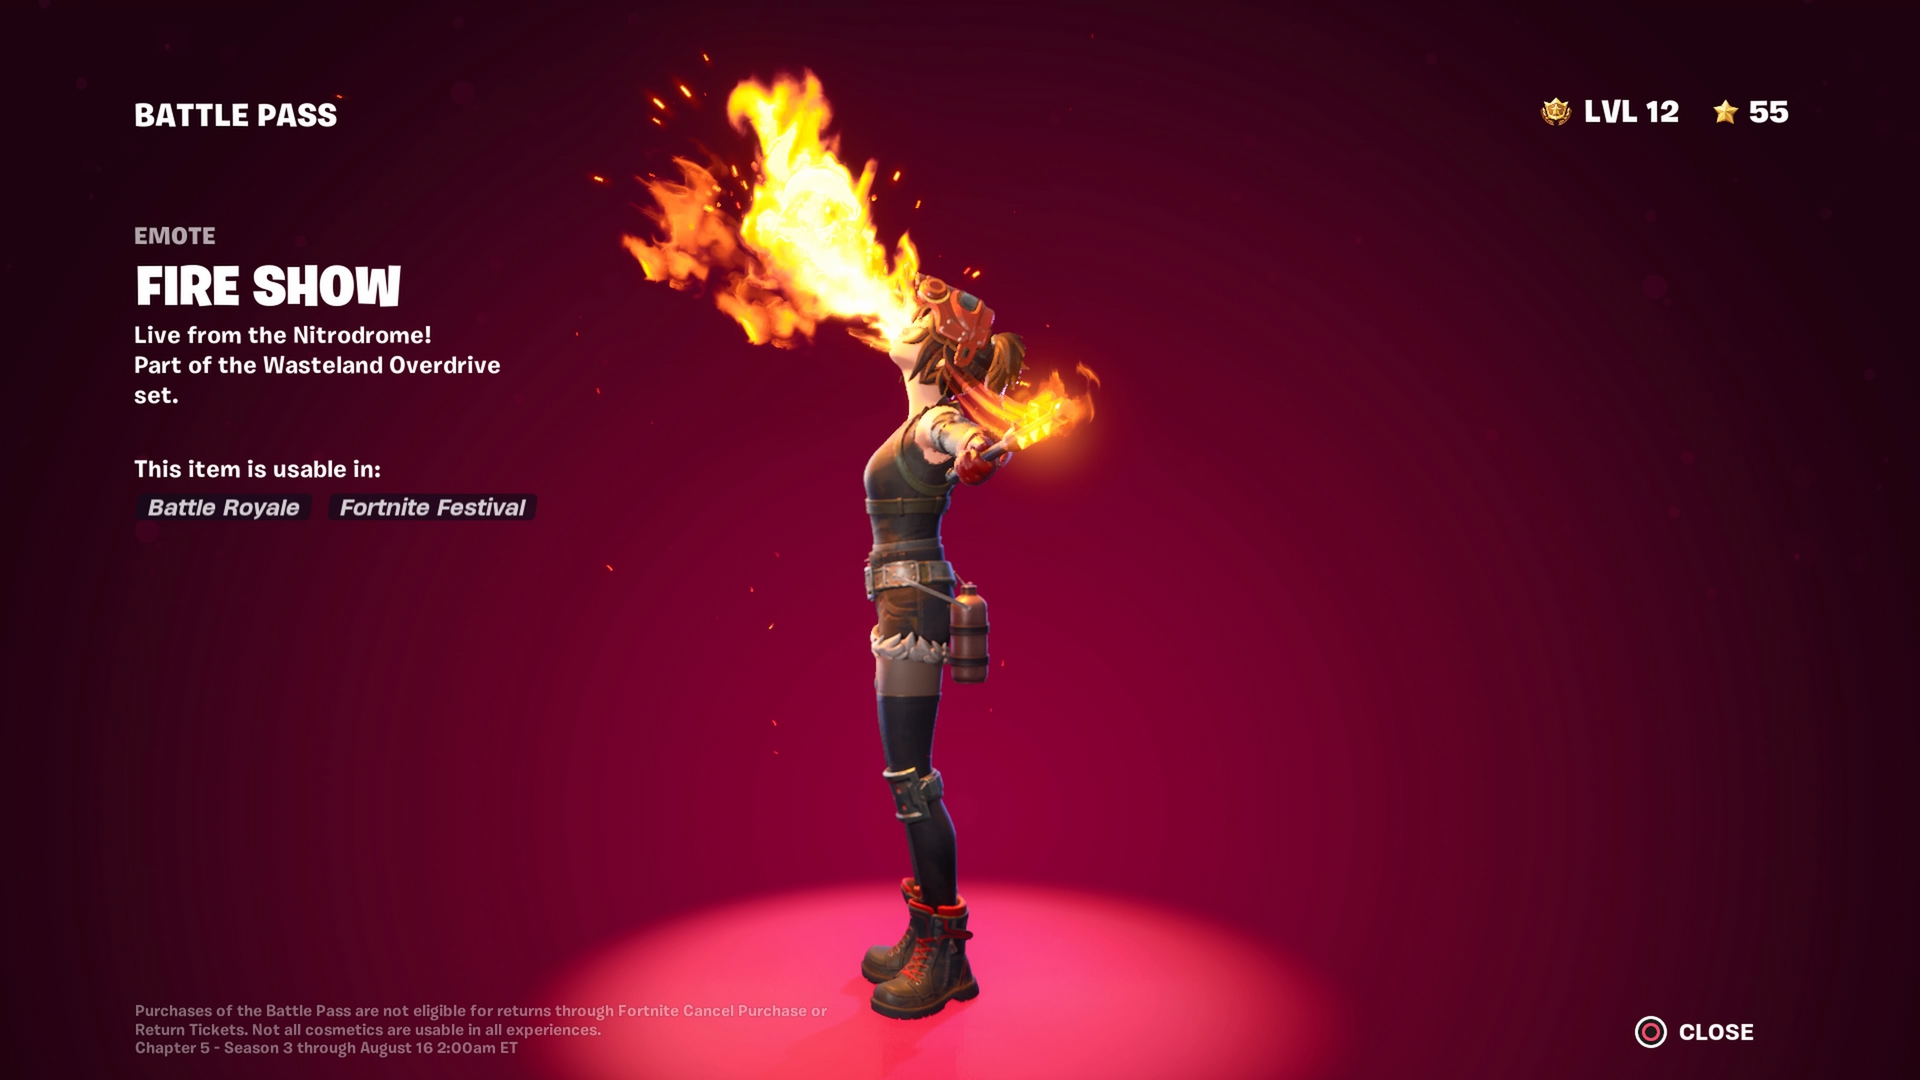 BATTLE PASS
LVL 12
55
EMOTE
FIRE SHOW
Live from the Nitrodrome!
Part of the Wasteland Overdrive
set.
This item is usable in:
Battle Royale
Fortnite Festival
Purchases of the Battle Pass are not eligible for returns through Fortnite Cancel Purchase or
Return Tickets. Not all cosmetics are usable in all experiences.
Chapter 5 - Season 3 through August 16 2:00am ET
CLOSE